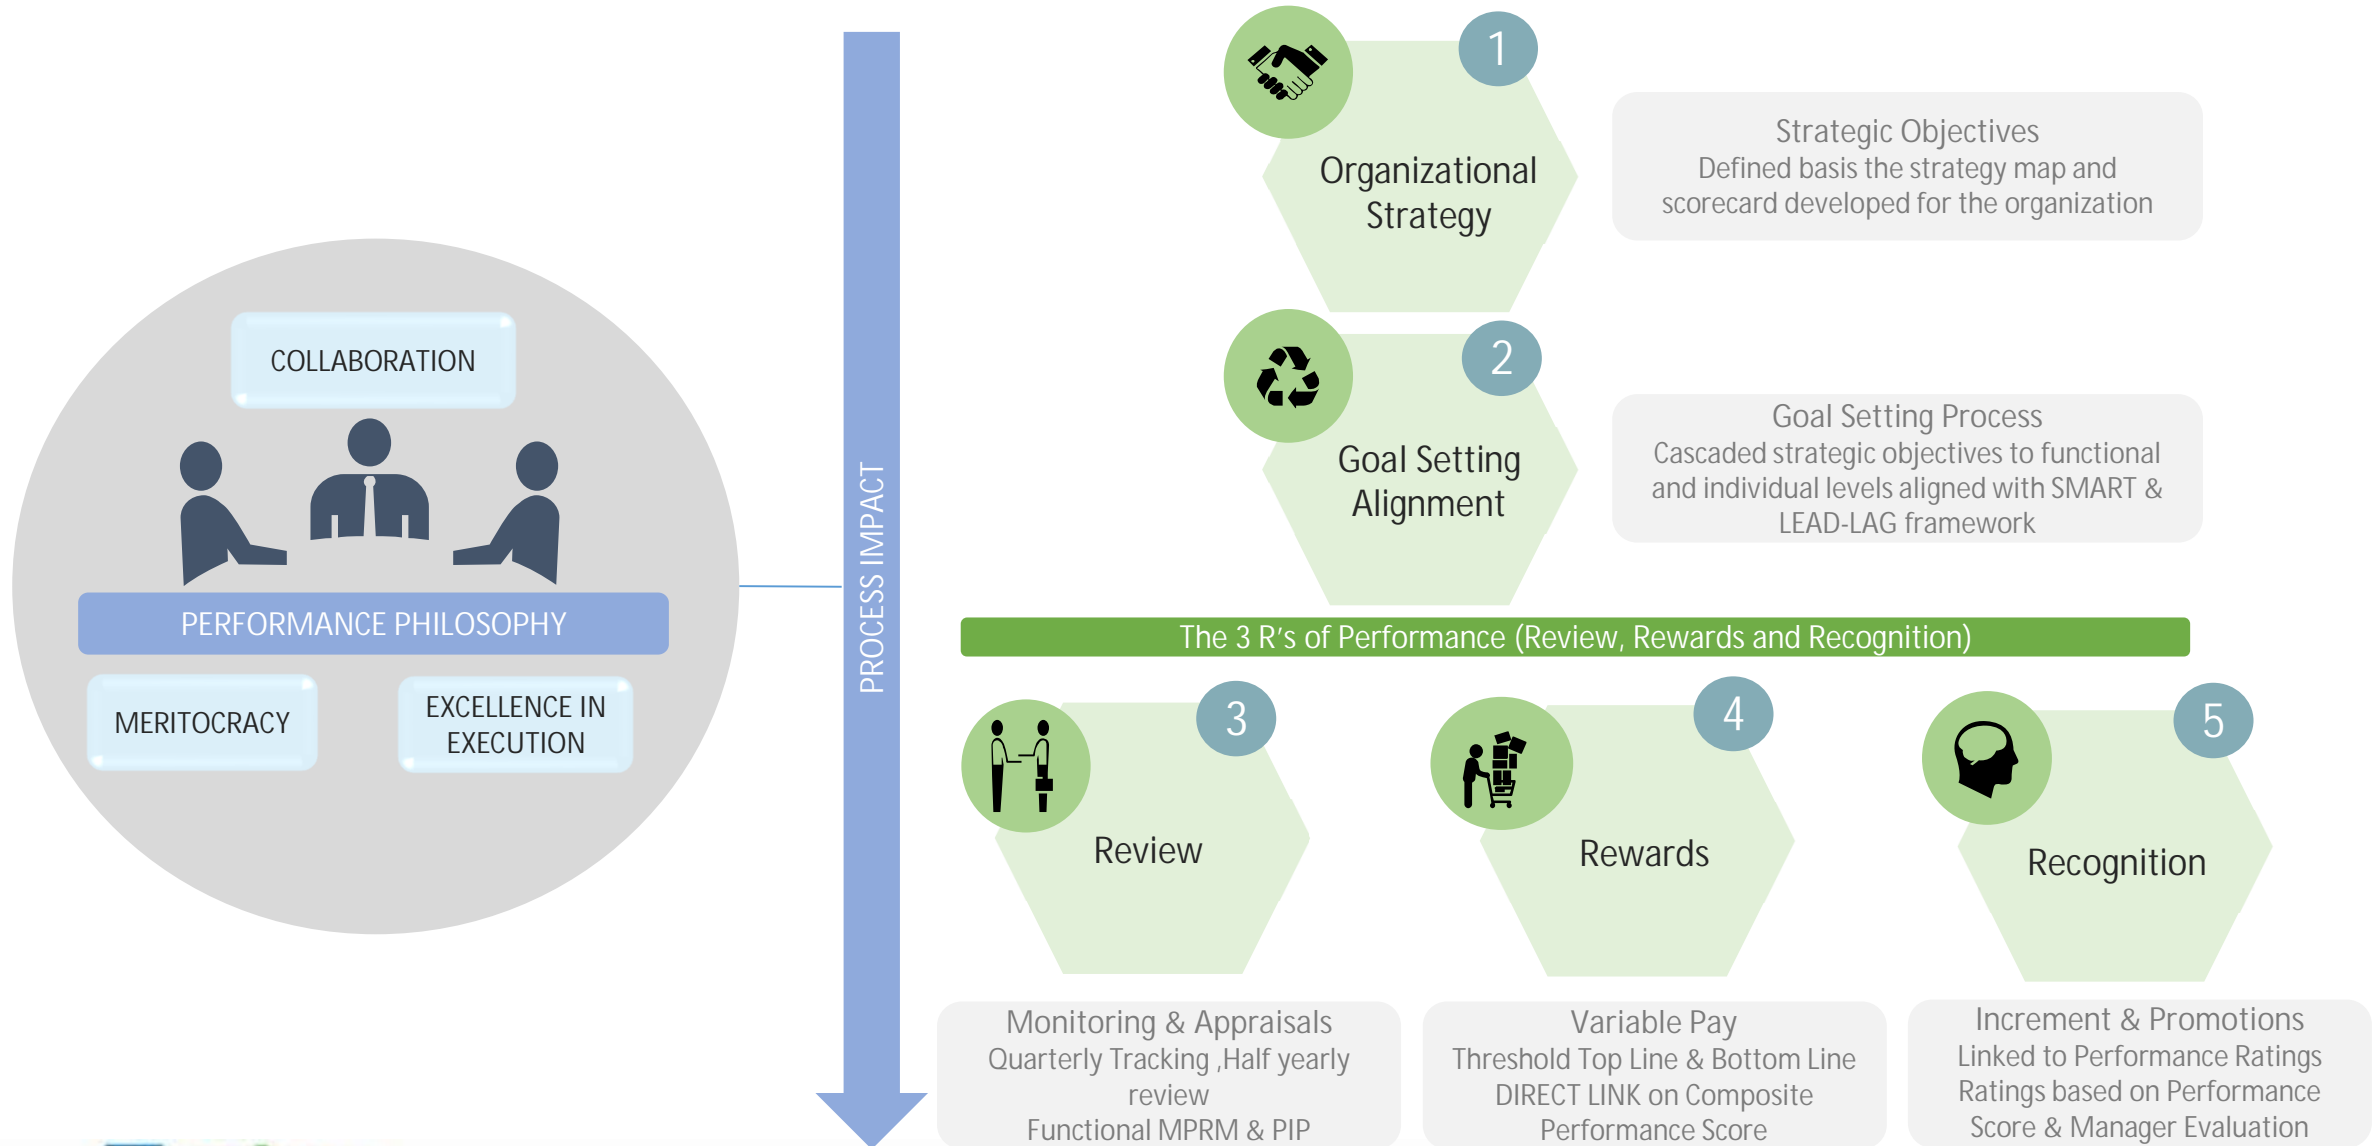 COLLABORATION
PERFORMANCE PHILOSOPHY
MERITOCRACY
EXCELLENCE IN
EXECUTION
PROCESS IMPACT
1
Organizational
Strategy
Strategic Objectives
Defined basis the strategy map and
scorecard developed for the organization
2
Goal Setting
Alignment
Goal Setting Process
Cascaded strategic objectives to functional
and individual levels aligned with SMART &
LEAD-LAG framework
The 3 R's of Performance (Review, Rewards and Recognition)
3
Review
Monitoring & Appraisals
Quarterly Tracking ,Half yearly
review
Functional MPRM & PIP
4
Rewards
Variable Pay
Threshold Top Line & Bottom Line
DIRECT LINK on Composite
Performance Score
5
Recognition
Increment & Promotions
Linked to Performance Ratings
Ratings based on Performance
Score & Manager Evaluation